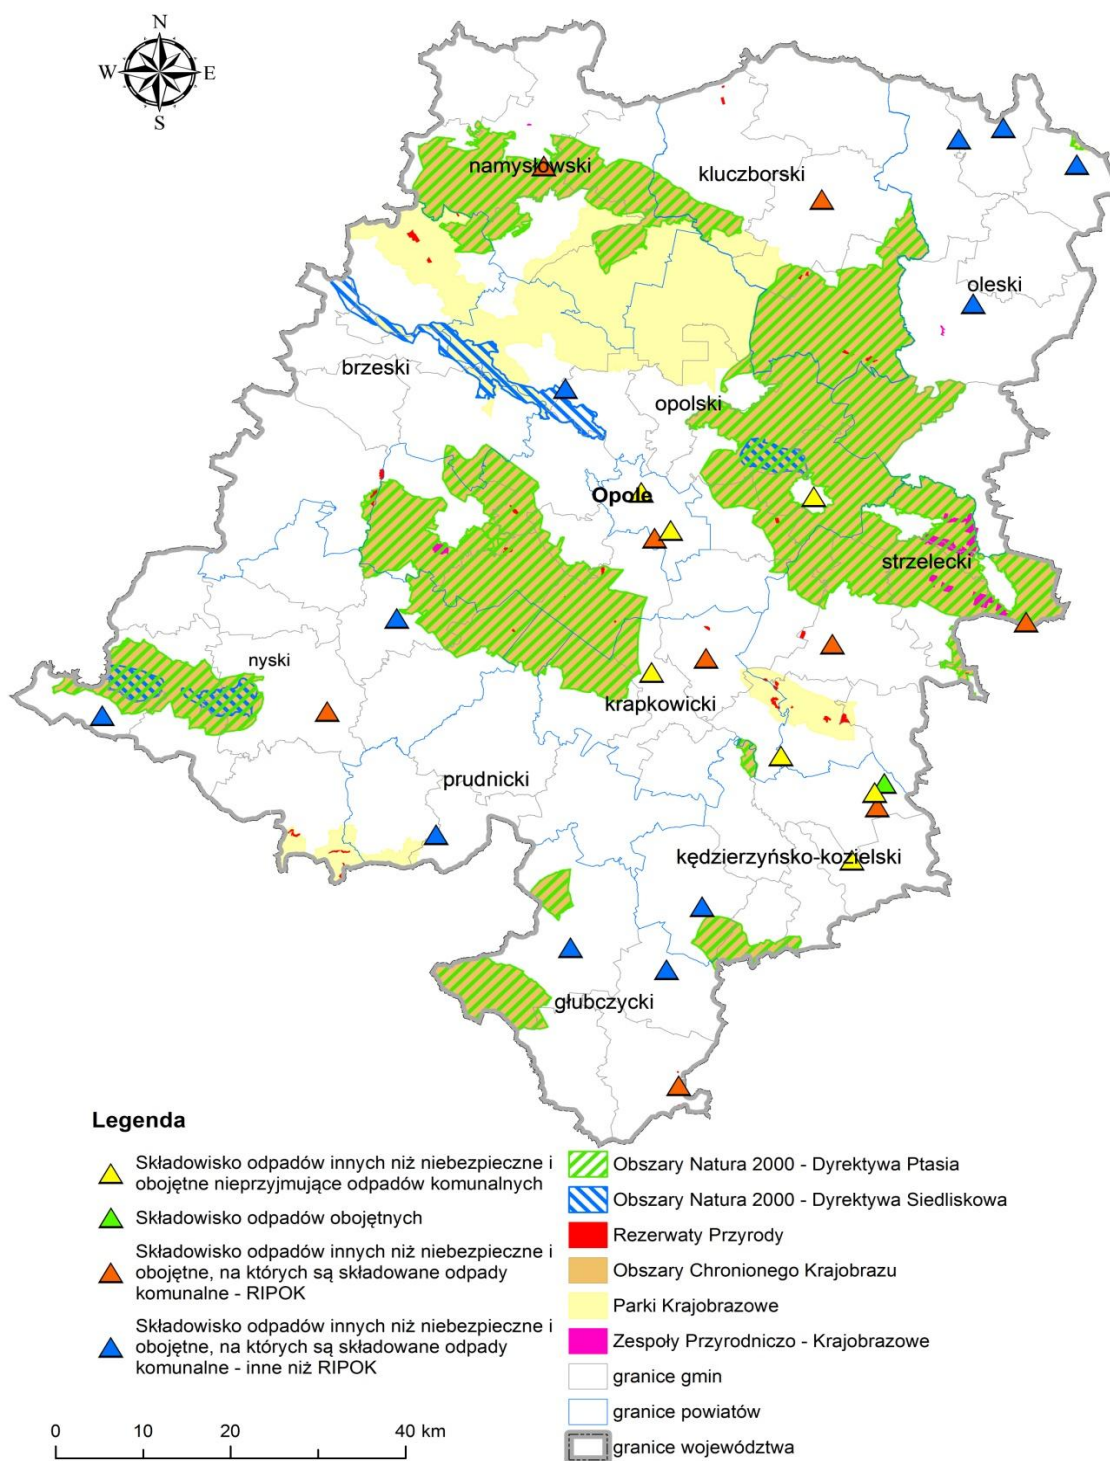 N
W E
S
namysłowski
kluczborski
oleski
brzeski
opolski
Opole
strzelecki
nyski
krapkowicki
prudnicki
kędzierzyńsko-kozielski
głubczycki
Legenda
Składowisko odpadów innych niż niebezpieczne i
obojętne nieprzyjmujące odpadów komunalnych
Składowisko odpadów obojętnych
Składowisko odpadów innych niż niebezpieczne i
obojętne, na których są składowane odpady
komunalne - RIPOK
Składowisko odpadów innych niż niebezpieczne i
obojętne, na których są składowane odpady
komunalne - inne niż RIPOK
0 10 20 40 km
Obszary Natura 2000 - Dyrektywa Ptasia
Obszary Natura 2000 - Dyrektywa Siedliskowa
Rezerwaty Przyrody
Obszary Chronionego Krajobrazu
Parki Krajobrazowe
Zespoły Przyrodniczo - Krajobrazowe
granice gmin
granice powiatów
granice województwa